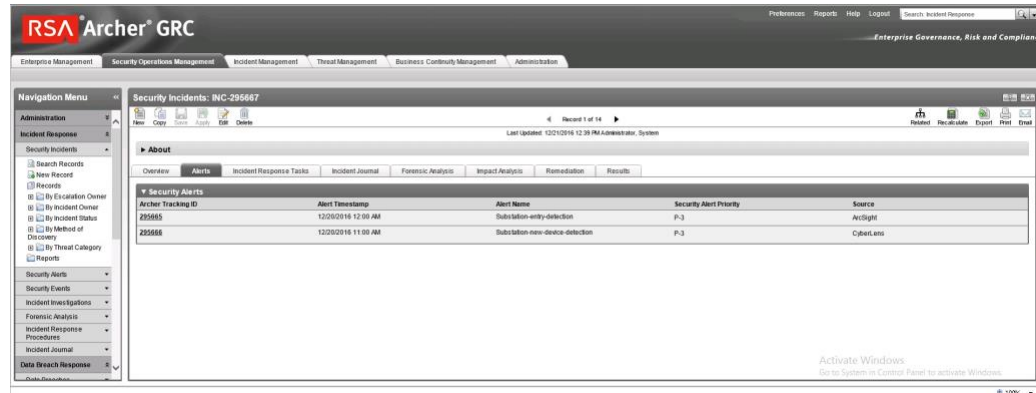 Preferences Reports Help Logout Search: Incident Response
RSA Archer GRC
Enterprise Governance, Risk and Complian
Enterprise Management Security Operations Management Incident Management Threat Management Business Continuity Management Administration
Navigation Menu
Administration
Incident Response
Security Incidents
Search Records
New Record
Records
By Escalation Owner
By Incident Owner
By Incident Status
By Method of
Discovery
By Threat Category
Reports
Security Alerts
Security Events
Incident Investigations
Forensic Analysis
Incident Response
Procedures
Incident Journal
Data Breach Response
Data Breaches
Security Incidents: INC-295667
New Copy Save Apply Edit Delete
Record 1 of 14
Related Recalculate Export Print Email
Last Updated: 12/21/2016 12:39 PM Administrator, System
About
Overview Alerts Incident Response Tasks Incident Journal Forensic Analysis Impact Analysis Remediation Results
Security Alerts
Archer Tracking ID Alert Timestamp Alert Name Security Alert Priority Source
295665 12/20/2016 12:00 AM Substation-entry-detection P-3 ArcSight
295666 12/20/2016 11:00 AM Substation-new-device-detection P-3 CyberLens
Activate Windows
Go to System in Control Panel to activate Windows.
100%